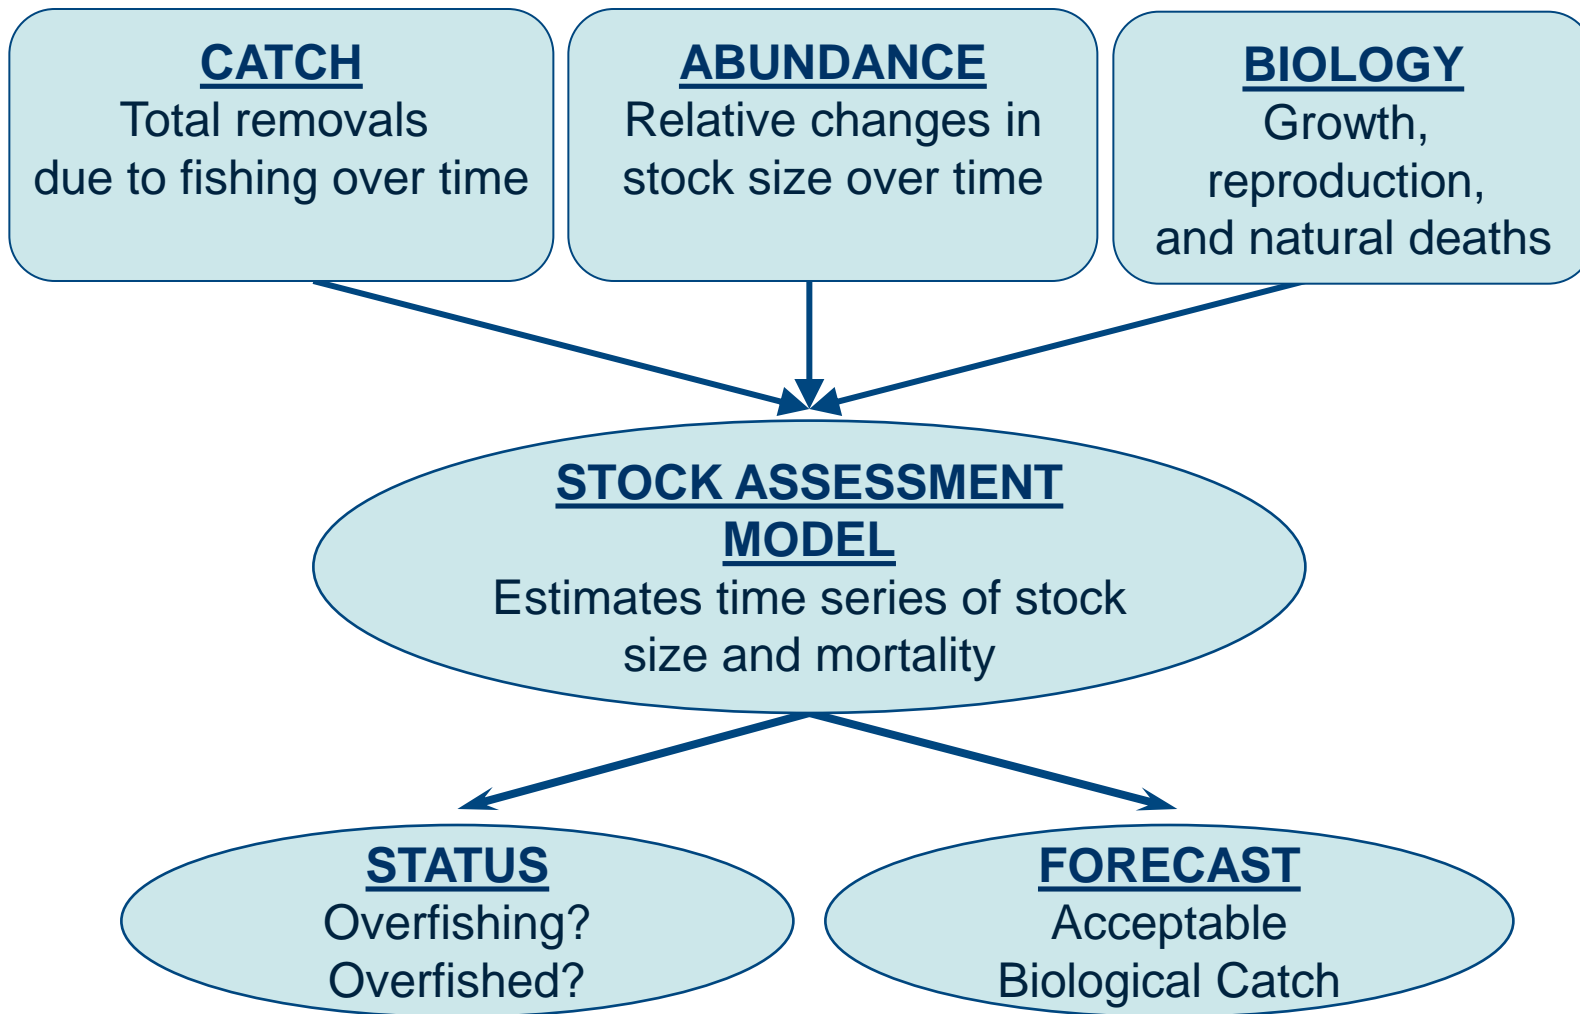 CATCH
Total removals
due to fishing over time
ABUNDANCE
Relative changes in
stock size over time
BIOLOGY
Growth,
reproduction,
and natural deaths
STOCK ASSESSMENT
MODEL
Estimates time series of stock
size and mortality
STATUS
Overfishing?
Overfished?
FORECAST
Acceptable
Biological Catch